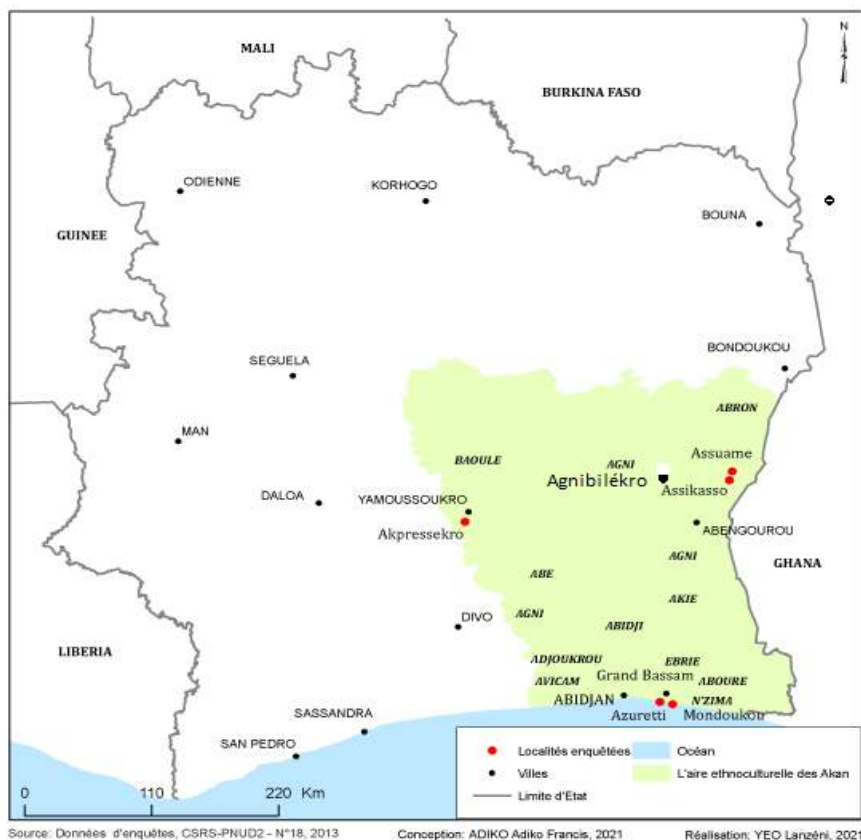 N
MALI
BURKINA FASO
ODIENNE
KORHOGO
BOUNA
GUINEE
BONDOUKOU
SEGUELA
ABRON
MAN
BAOULE
AGNI
Assuame
Agnibilékro
Assikasso
DALOA
YAMOUSSOUKRO
Akpressekro
ABENGOUROU
AGNI
GHANA
ABE
AKIE
AGNI
DIVO
ABIDJI
LIBERIA
ADJOUKROU
EBRIE
Grand Bassam
AVICAM
ABOURE
ABIDJAN
N'ZIMA
SASSANDRA
Azuretti
Mondoukou
SAN PEDRO
Localités enquêtées
Océan
Villes
L'aire ethnoculturelle des Akan
Limite d'Etat
0 110 220 Km
Source: Données d'enquêtes, CSRS-PNUD2 - N°18, 2013 Conception: ADIKO Adiko Francis, 2021 Réalisation: YEO Lanzéni, 2021